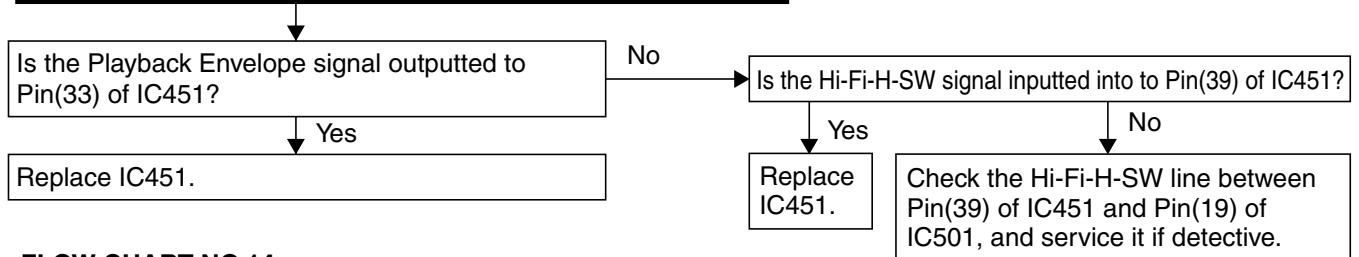 Is the Playback Envelope signal outputted to
Pin(33) of IC451?
No
Is the Hi-Fi-H-SW signal inputted into to Pin(39) of IC451?
Yes
Replace IC451.
Yes
Replace
IC451.
No
Check the Hi-Fi-H-SW line between
Pin(39) of IC451 and Pin(19) of
IC501, and service it if detective.